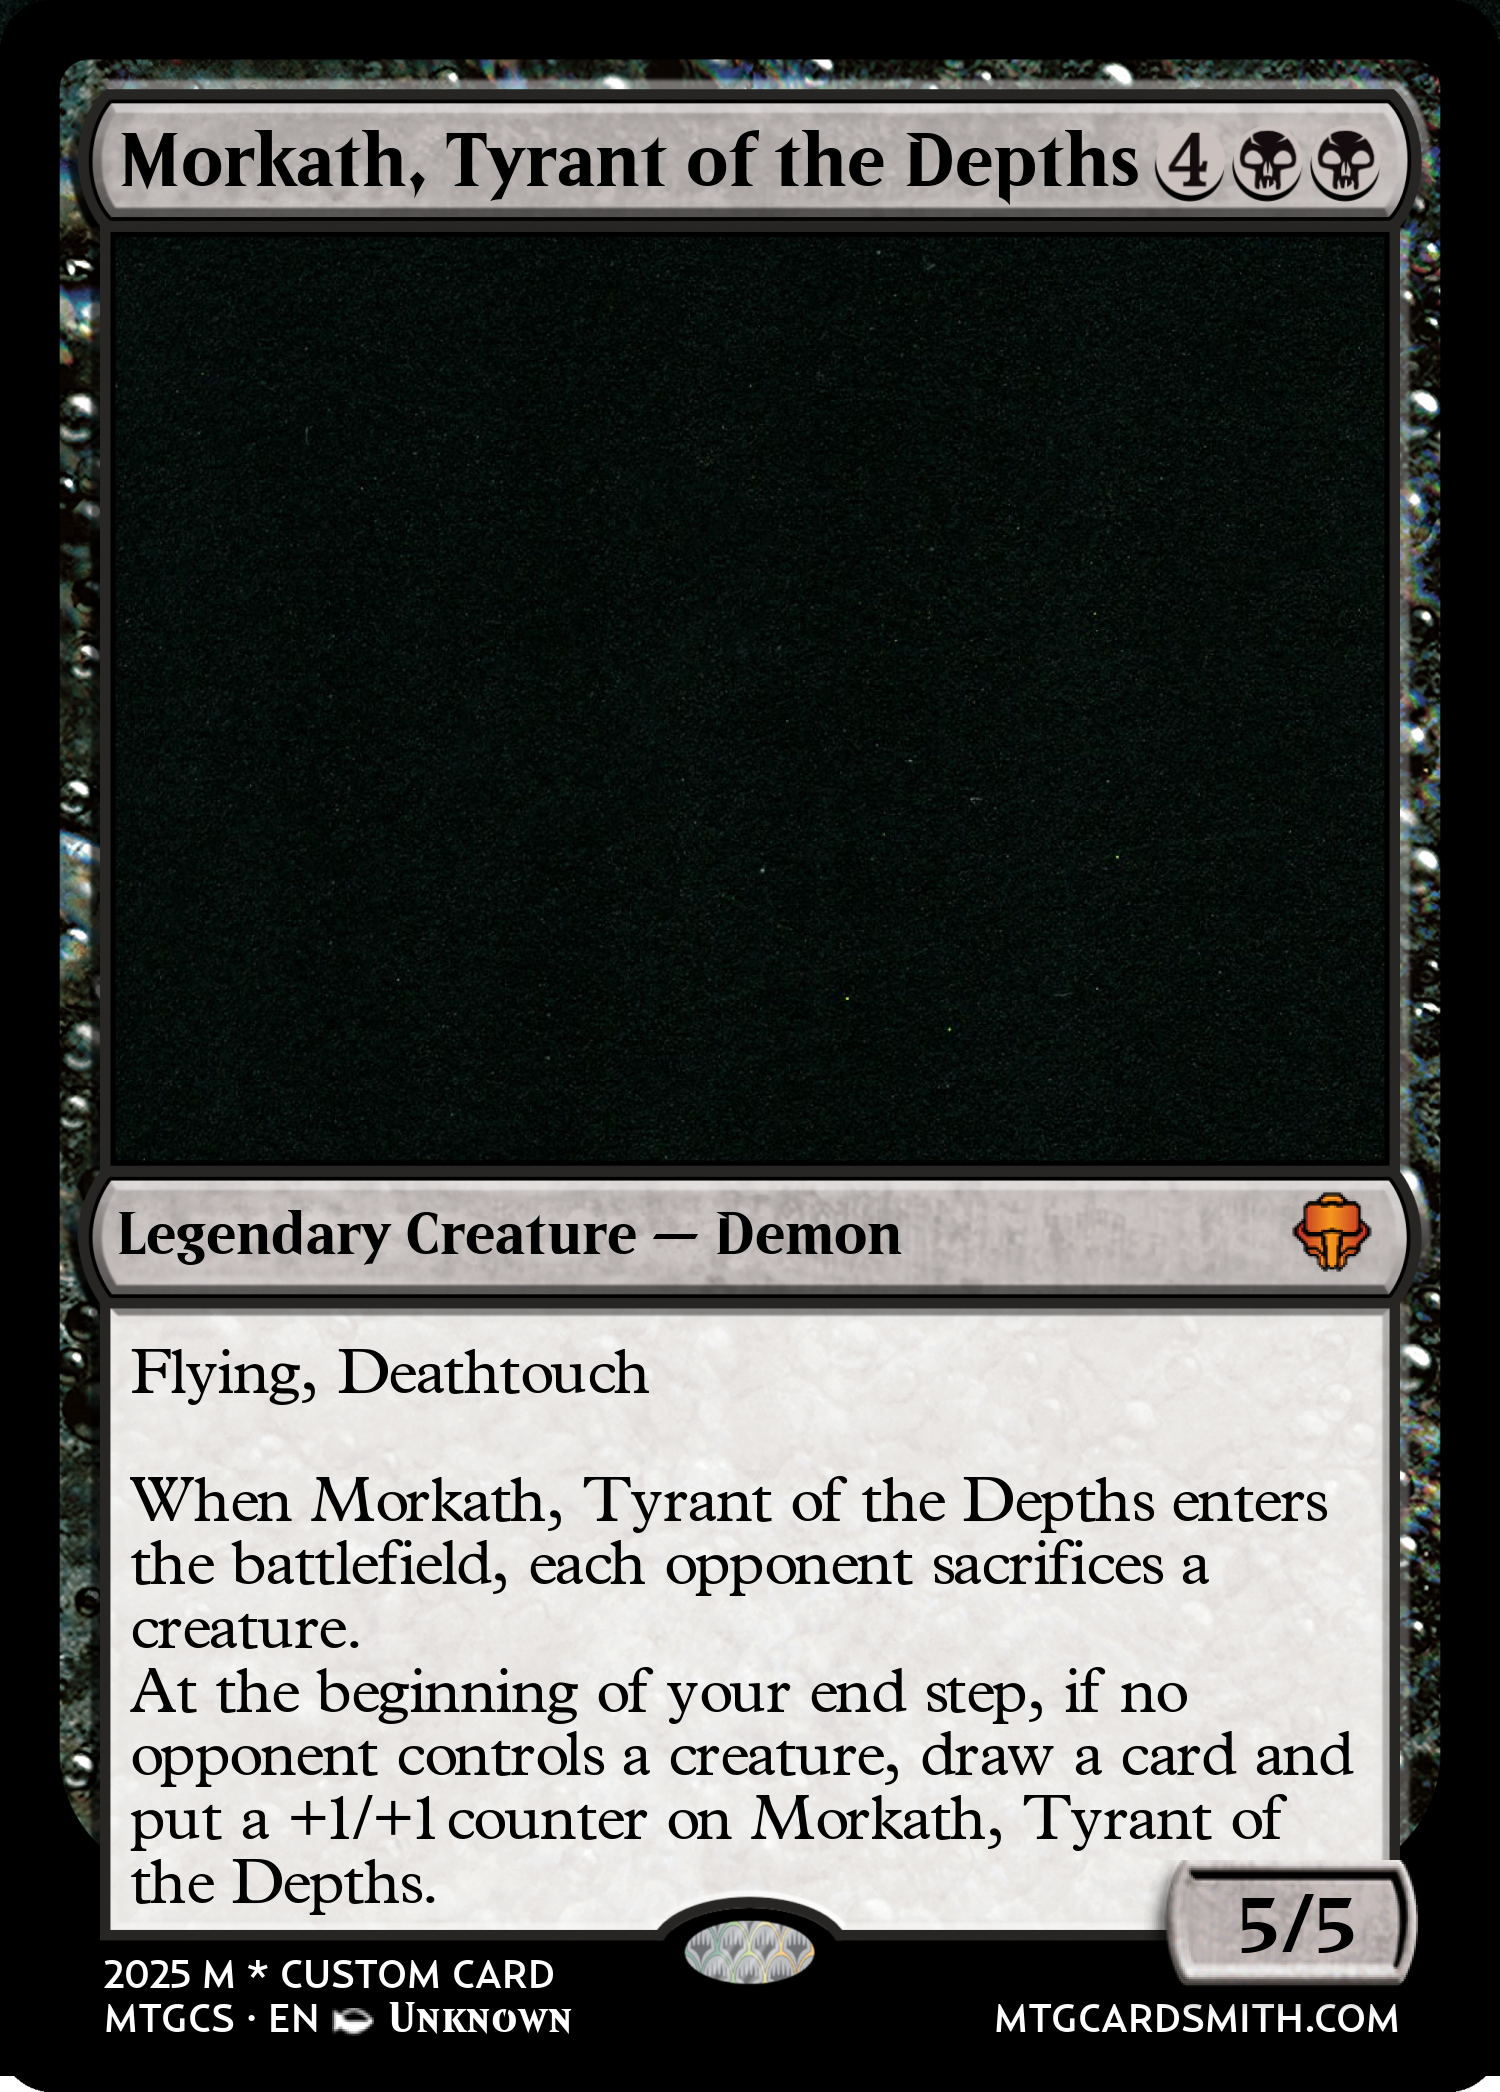 Morkath, Tyrant of the Depths 4
Legendary Creature — Demon
Flying, Deathtouch
When Morkath, Tyrant of the Depths enters
the battlefield, each opponent sacrifices a
creature.
At the beginning of your end step, if no
opponent controls a creature, draw a card and
put a +1/+1 counter on Morkath, Tyrant of
the Depths.
5/5
2025 M * CUSTOM CARD
MTGCS · EN Unknown
MTGCARDSMITH.COM